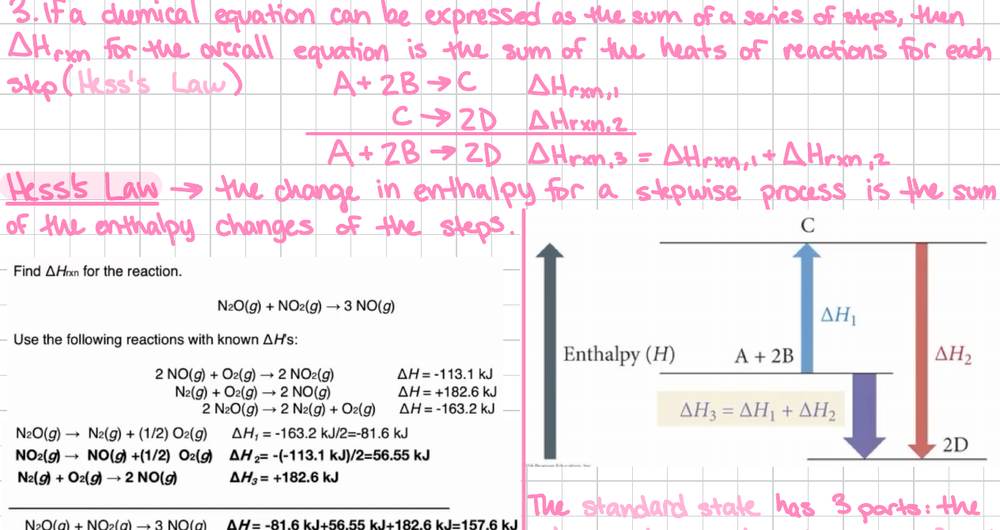 3. If a chemical equation can be expressed as the sum of a series of steps, then
ΔHrxn for the overall equation is the sum of the heats of reactions for each
step (Hess's Law)
A + 2B → C ΔHrxn,1
C → 2D ΔHrxn,2
A + 2B → 2D ΔHrxn,3 = ΔHrxn,1 + ΔHrxn,2
Hess's Law → the change in enthalpy for a stepwise process is the sum
of the enthalpy changes of the steps.
Find ΔHrxn for the reaction.
N2O(g) + NO2(g) → 3 NO(g)
Use the following reactions with known ΔH's:
2 NO(g) + O2(g) → 2 NO2(g) ΔH = -113.1 kJ
N2(g) + O2(g) → 2 NO(g) ΔH = +182.6 kJ
2 N2O(g) → 2 N2(g) + O2(g) ΔH = -163.2 kJ
N2O(g) → N2(g) + (1/2) O2(g) ΔH1 = -163.2 kJ/2=-81.6 kJ
NO2(g) → NO(g) +(1/2) O2(g) ΔH2= -(-113.1 kJ)/2=56.55 kJ
N2(g) + O2(g) → 2 NO(g) ΔH3= +182.6 kJ
N2O(g) + NO2(g) → 3 NO(g) ΔH= -81.6 kJ+56.55 kJ+182.6 kJ=157.6 kJ
C
ΔH1
Enthalpy (H) A + 2B ΔH2
ΔH3 = ΔH1 + ΔH2
2D
The standard state has 3 parts: the